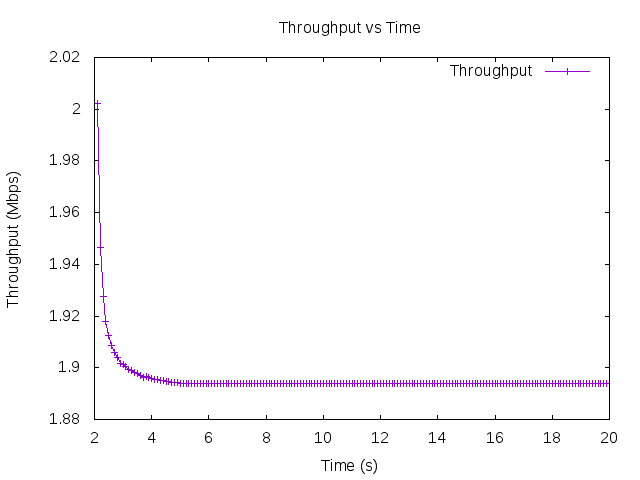 Throughput vs Time
Throughput
2.02
2
1.98
1.96
1.94
1.92
1.9
1.88
Throughput (Mbps)
2 4 6 8 10 12 14 16 18 20
Time (s)